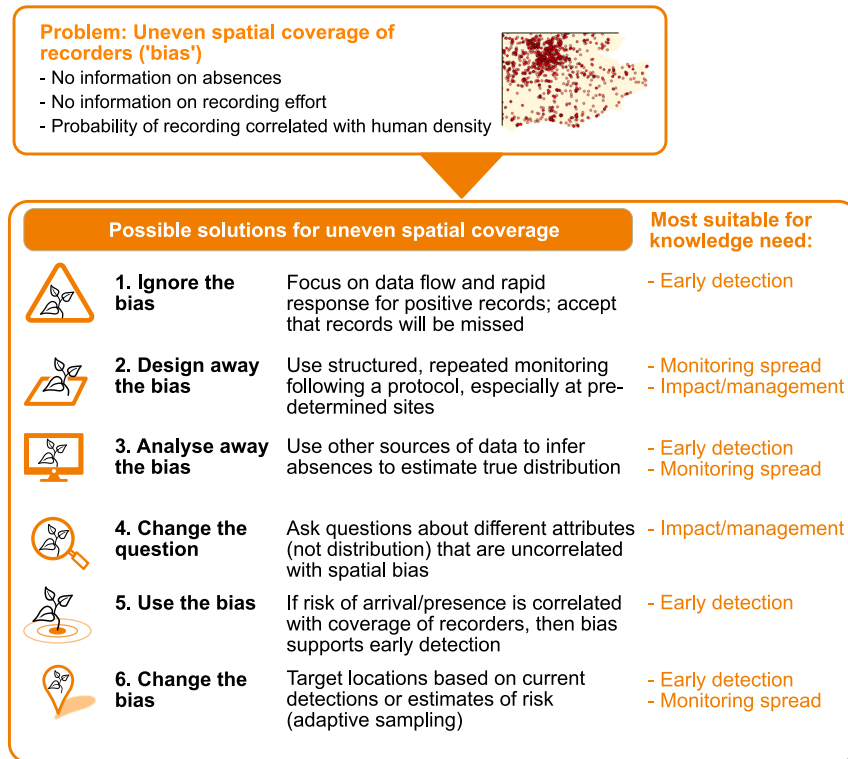 Problem: Uneven spatial coverage of
recorders ('bias')
- No information on absences
- No information on recording effort
- Probability of recording correlated with human density
Possible solutions for uneven spatial coverage
Most suitable for
knowledge need:
1. Ignore the
bias
Focus on data flow and rapid
response for positive records; accept
that records will be missed
- Early detection
2. Design away
the bias
Use structured, repeated monitoring
following a protocol, especially at pre-
determined sites
- Monitoring spread
- Impact/management
3. Analyse away
the bias
Use other sources of data to infer
absences to estimate true distribution
- Early detection
- Monitoring spread
4. Change the
question
Ask questions about different attributes
(not distribution) that are uncorrelated
with spatial bias
- Impact/management
5. Use the bias
If risk of arrival/presence is correlated
with coverage of recorders, then bias
supports early detection
- Early detection
6. Change the
bias
Target locations based on current
detections or estimates of risk
(adaptive sampling)
- Early detection
- Monitoring spread